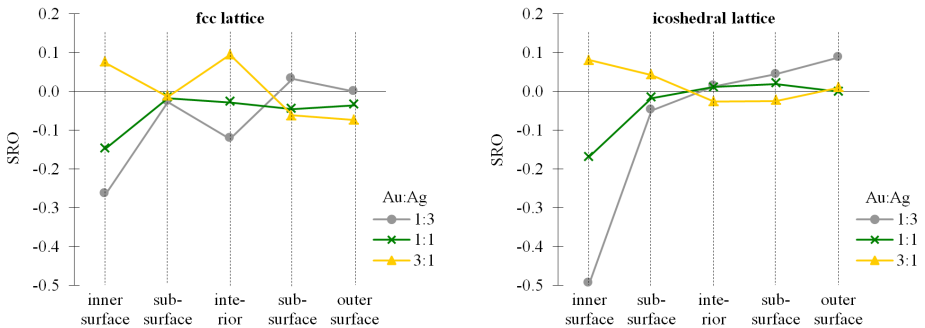 fcc lattice
0.2
0.1
0.0
-0.1
-0.2
-0.3
-0.4
-0.5
SRO
Au:Ag
1:3
1:1
3:1
inner sub- inte- sub- outer
surface surface rior surface surface
icoshedral lattice
0.2
0.1
0.0
-0.1
-0.2
-0.3
-0.4
-0.5
SRO
Au:Ag
1:3
1:1
3:1
inner sub- inte- sub- outer
surface surface rior surface surface